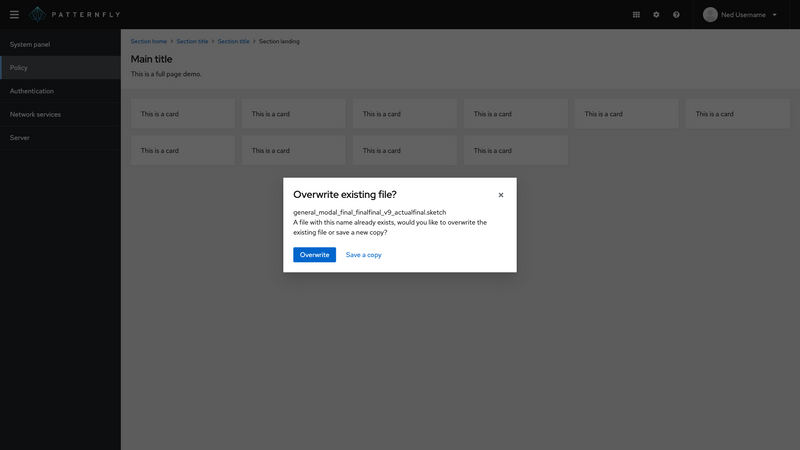 PATTERNFLY
Ned Username
System panel
Policy
Authentication
Network services
Server
Section home > Section title > Section title > Section landing
Main title
This is a full page demo.
This is a card This is a card This is a card This is a card This is a card This is a card
This is a card This is a card This is a card This is a card
Overwrite existing file?
general_modal_final_finalfinal_v9_actualfinal.sketch
A file with this name already exists, would you like to overwrite the
existing file or save a new copy?
Overwrite Save a copy